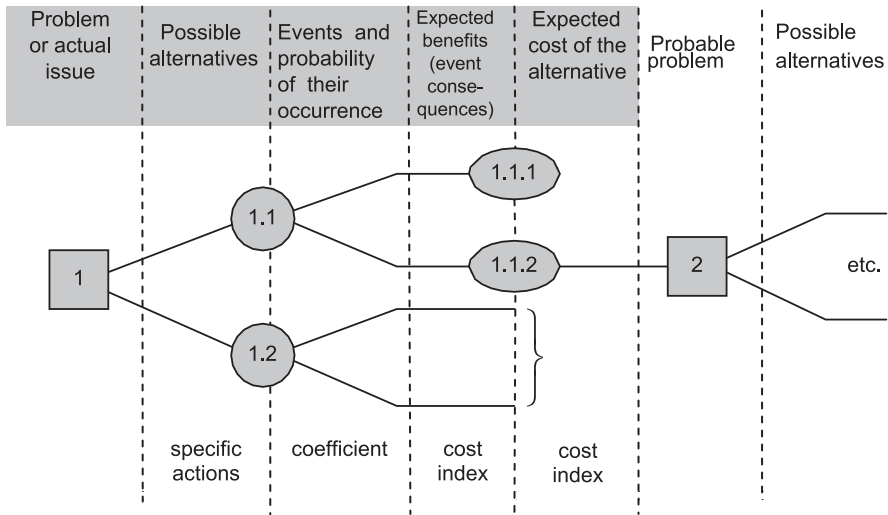 Problem
or actual
issue
Possible
alternatives
Events and
probability
of their
occurrence
Expected
benefits
(event
conse-
quences)
Expected
cost of the
alternative
Probable
problem
Possible
alternatives
1
1.1
1.2
1.1.1
1.1.2
2
etc.
specific
actions
coefficient
cost
index
cost
index